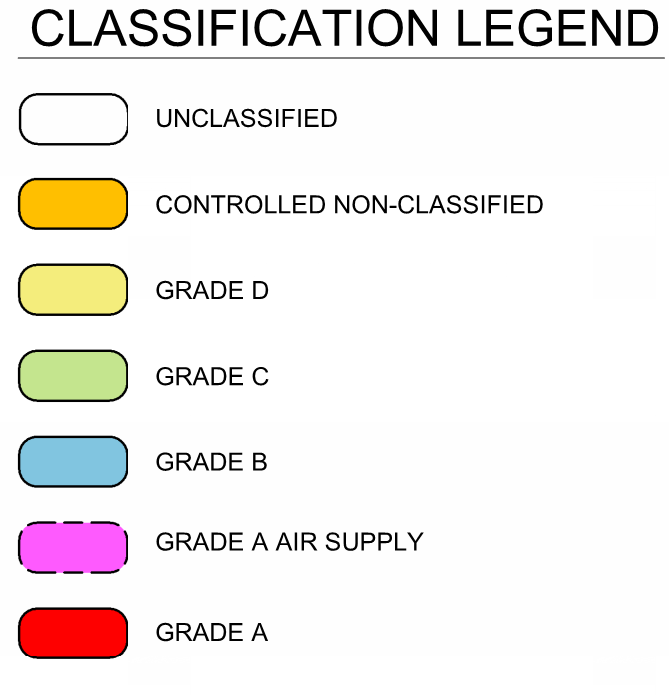 CLASSIFICATION LEGEND
UNCLASSIFIED
CONTROLLED NON-CLASSIFIED
GRADE D
GRADE C
GRADE B
GRADE A AIR SUPPLY
GRADE A